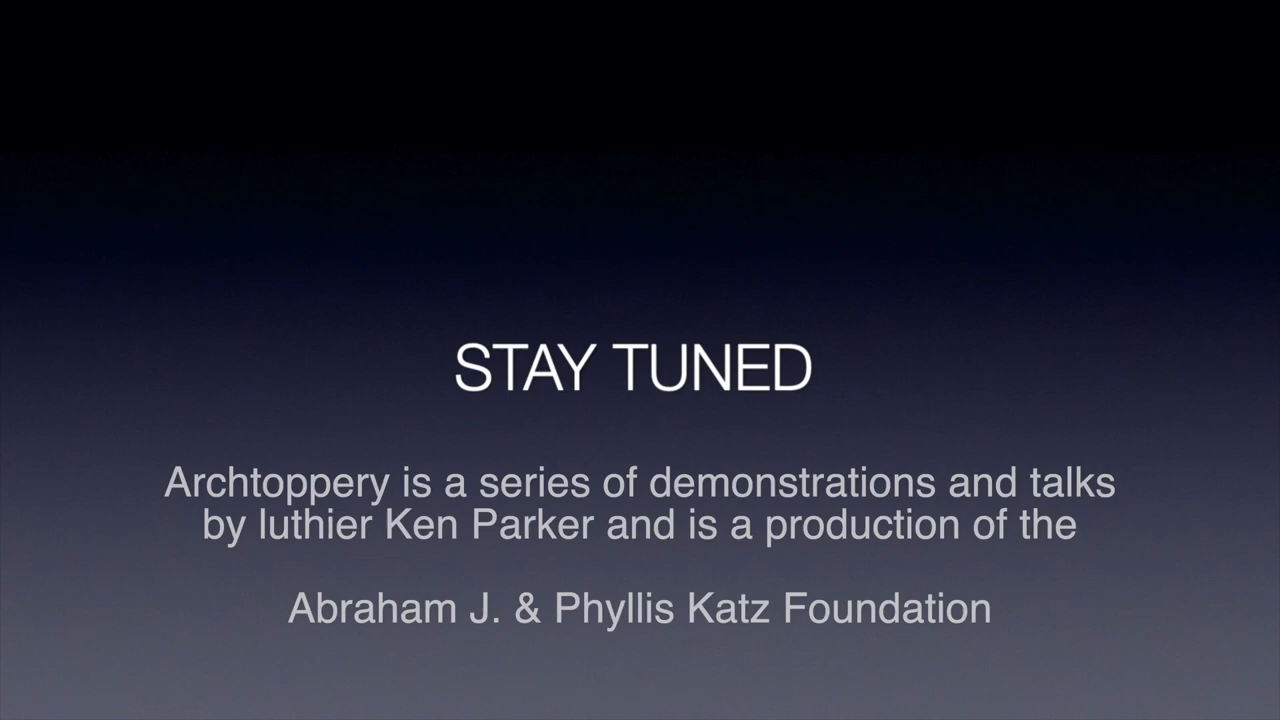 STAY TUNED
Archtoppery is a series of demonstrations and talks
by luthier Ken Parker and is a production of the
Abraham J. & Phyllis Katz Foundation